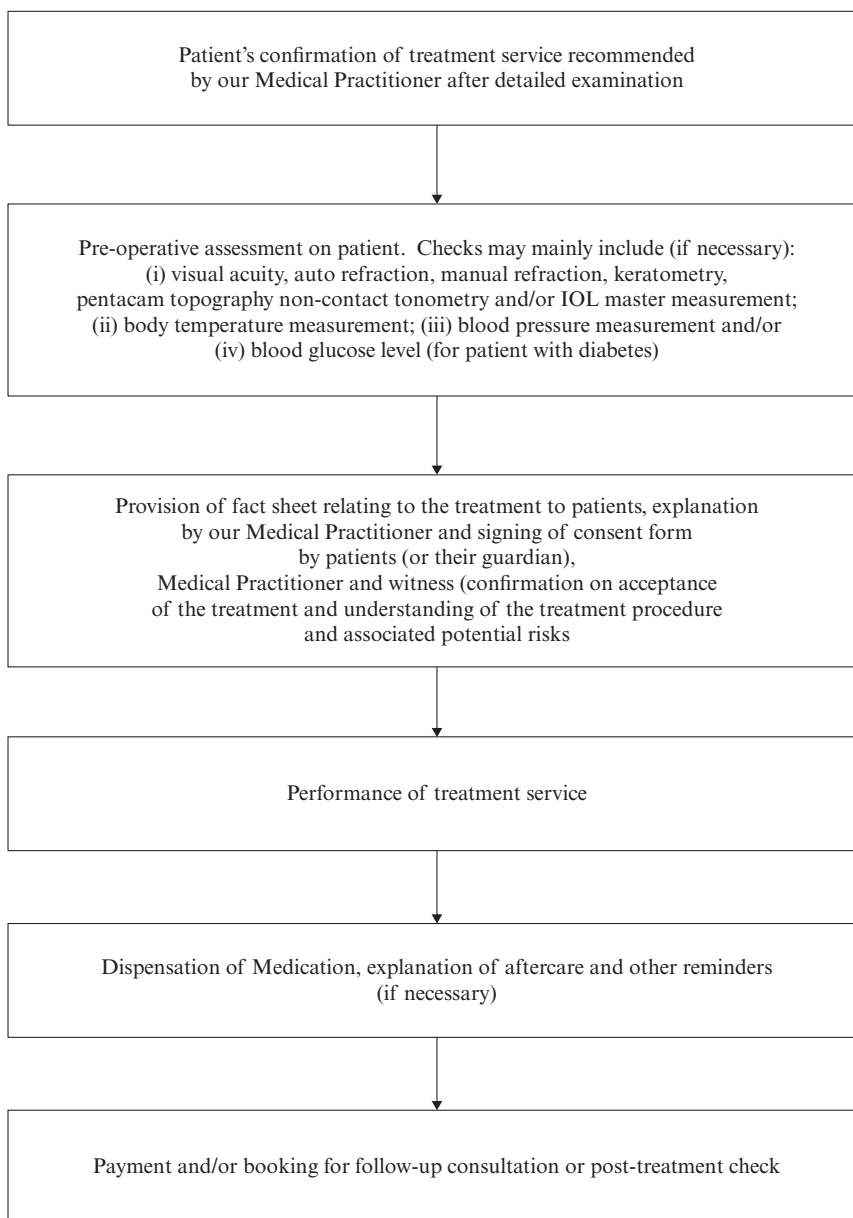 Patient’s confirmation of treatment service recommended
by our Medical Practitioner after detailed examination
Pre-operative assessment on patient.  Checks may mainly include (if necessary):
(i) visual acuity, auto refraction, manual refraction, keratometry,
pentacam topography non-contact tonometry and/or IOL master measurement;
(ii) body temperature measurement; (iii) blood pressure measurement and/or
(iv) blood glucose level (for patient with diabetes)
Provision of fact sheet relating to the treatment to patients, explanation
by our Medical Practitioner and signing of consent form
by patients (or their guardian),
Medical Practitioner and witness (confirmation on acceptance
of the treatment and understanding of the treatment procedure
and associated potential risks
Performance of treatment service
Dispensation of Medication, explanation of aftercare and other reminders
(if necessary)
Payment and/or booking for follow-up consultation or post-treatment check